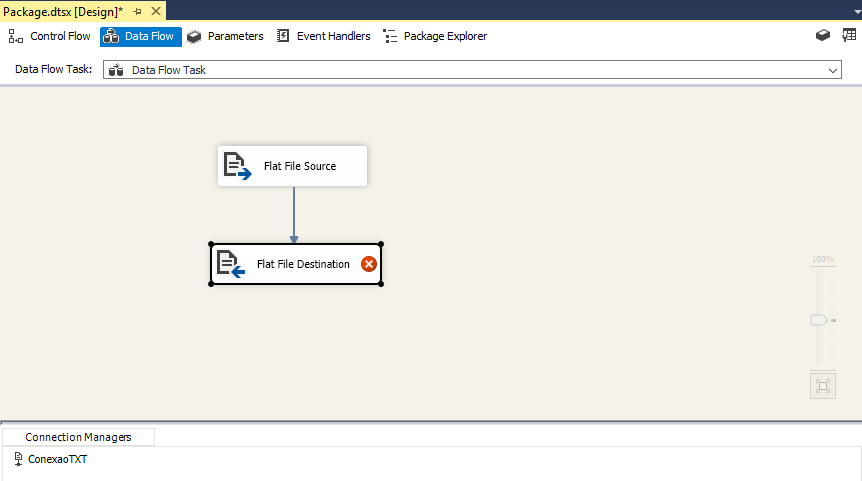 Package.dtsx [Design]*
Control Flow Data Flow Parameters Event Handlers Package Explorer
Data Flow Task: Data Flow Task
Flat File Source
Flat File Destination
100%
Connection Managers
ConexaoTXT